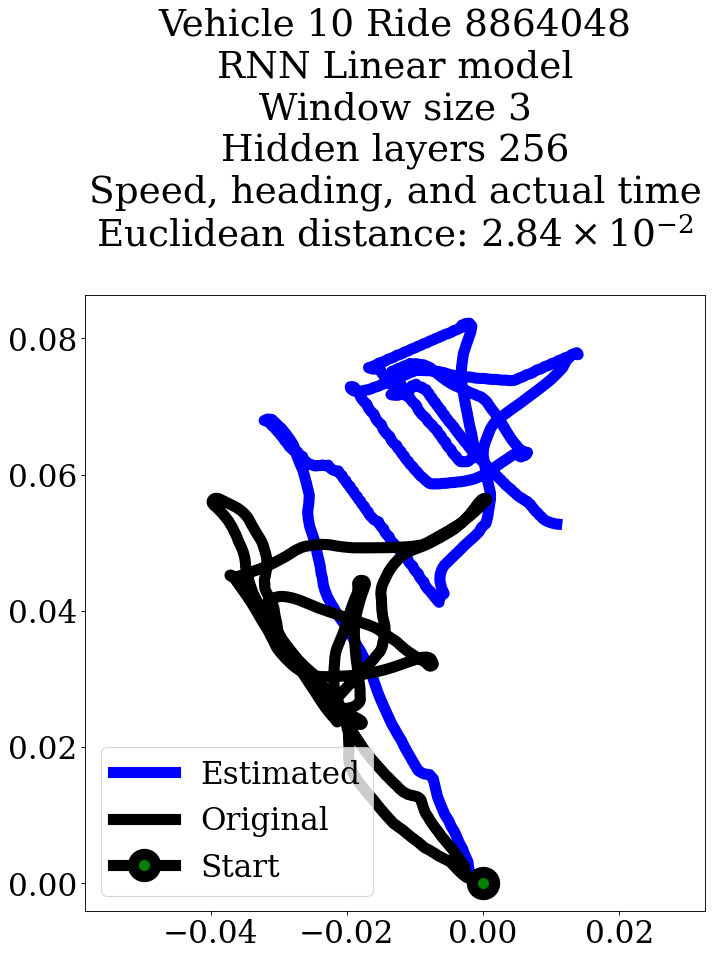 Vehicle 10 Ride 8864048
RNN Linear model
Window size 3
Hidden layers 256
Speed, heading, and actual time
Euclidean distance: 2.84 × 10⁻²
0.08
0.06
0.04
0.02
0.00
Estimated
Original
Start
−0.04 −0.02 0.00 0.02